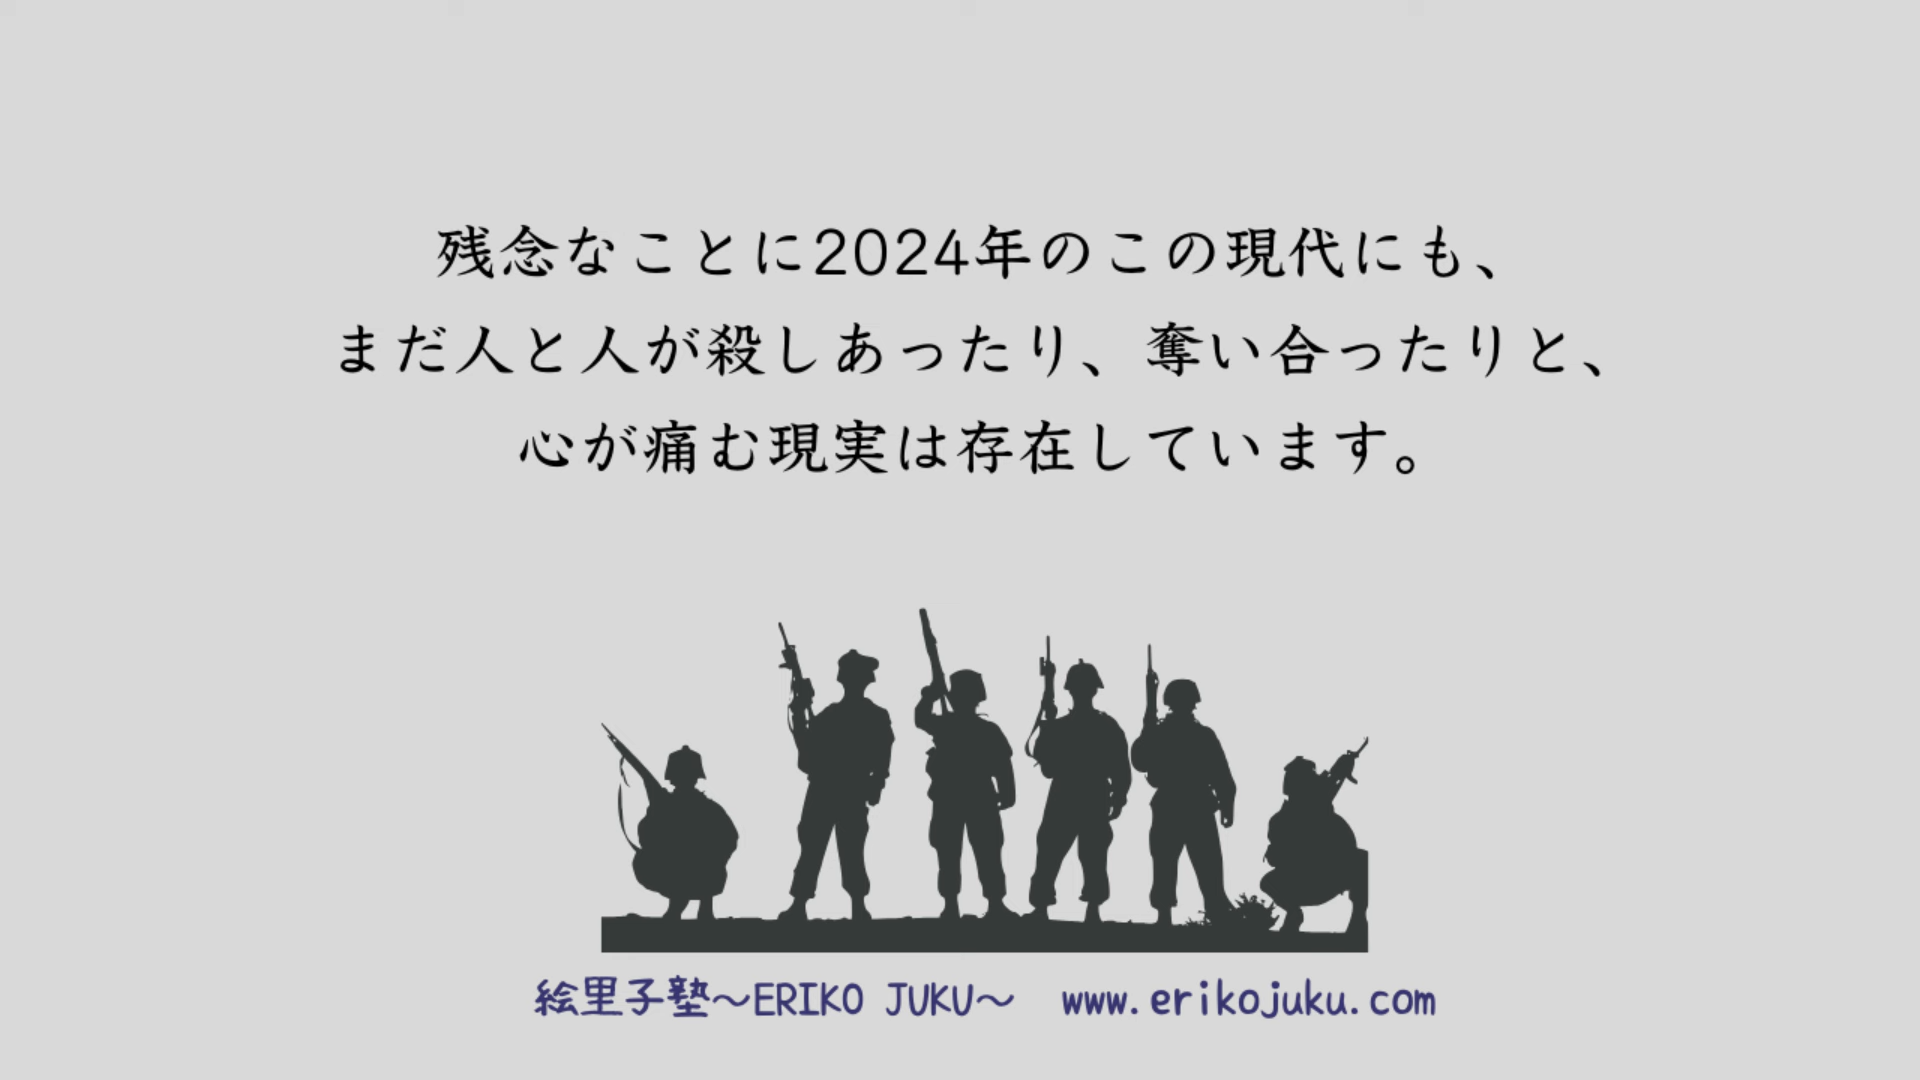 残念なことに2024年のこの現代にも、
まだ人と人が殺しあったり、奪い合ったりと、
心が痛む現実は存在しています。
絵里子塾〜ERIKO JUKU〜 www.erikojuku.com